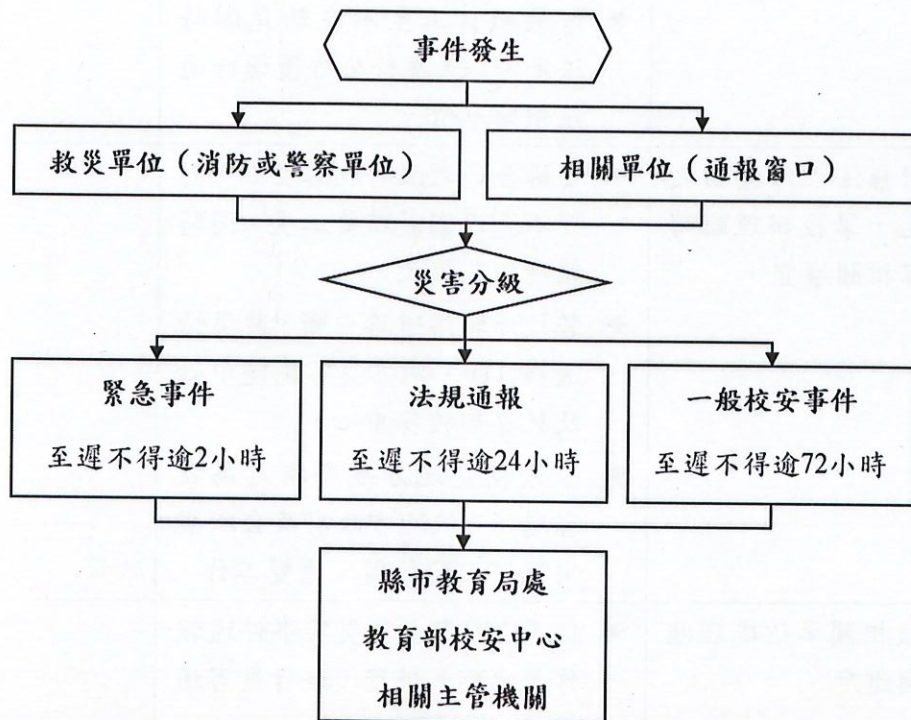 事件發生
救災單位（消防或警察單位）
相關單位（通報窗口）
災害分級
緊急事件
至遲不得逾2小時
法規通報
至遲不得逾24小時
一般校安事件
至遲不得逾72小時
縣市教育局處
教育部校安中心
相關主管機關